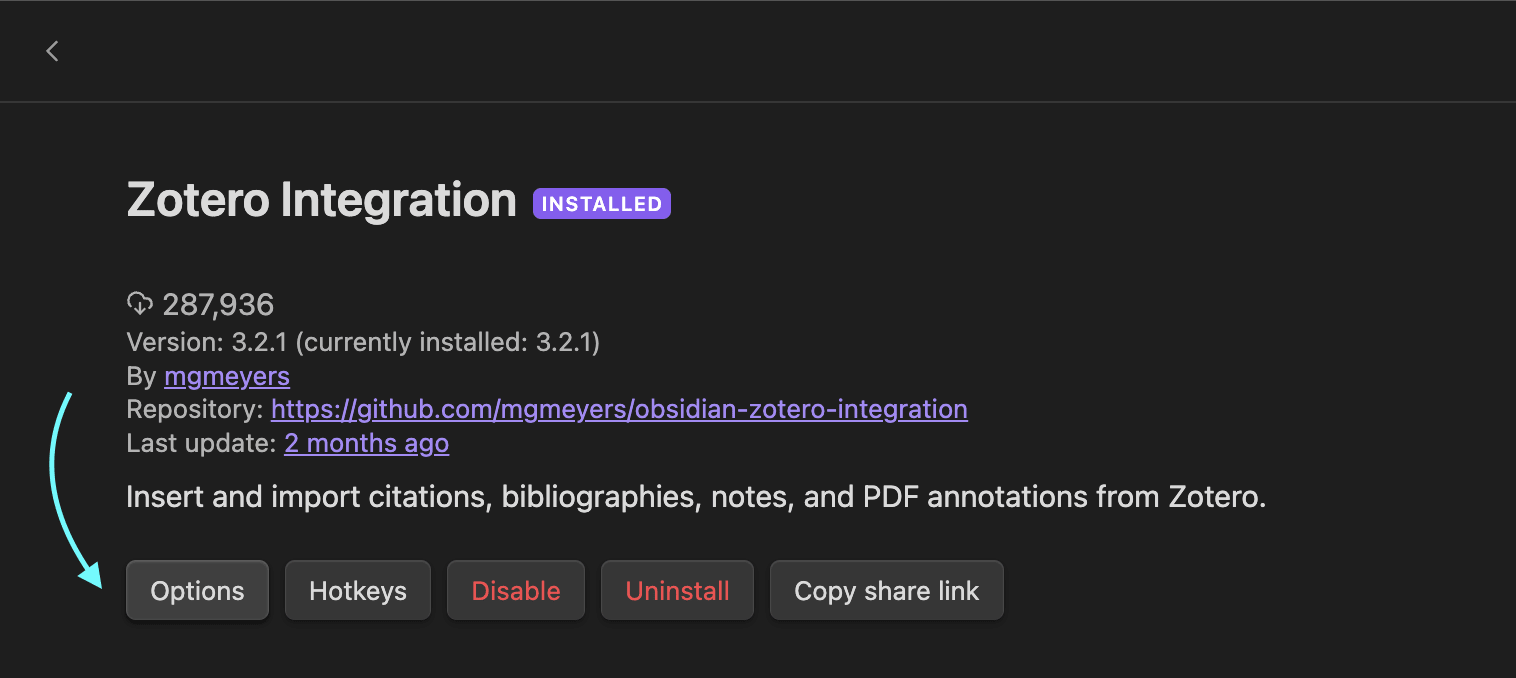 Zotero Integration INSTALLED
287,936
Version: 3.2.1 (currently installed: 3.2.1)
By mgmeyers
Repository: https://github.com/mgmeyers/obsidian-zotero-integration
Last update: 2 months ago
Insert and import citations, bibliographies, notes, and PDF annotations from Zotero.
Options Hotkeys Disable Uninstall Copy share link